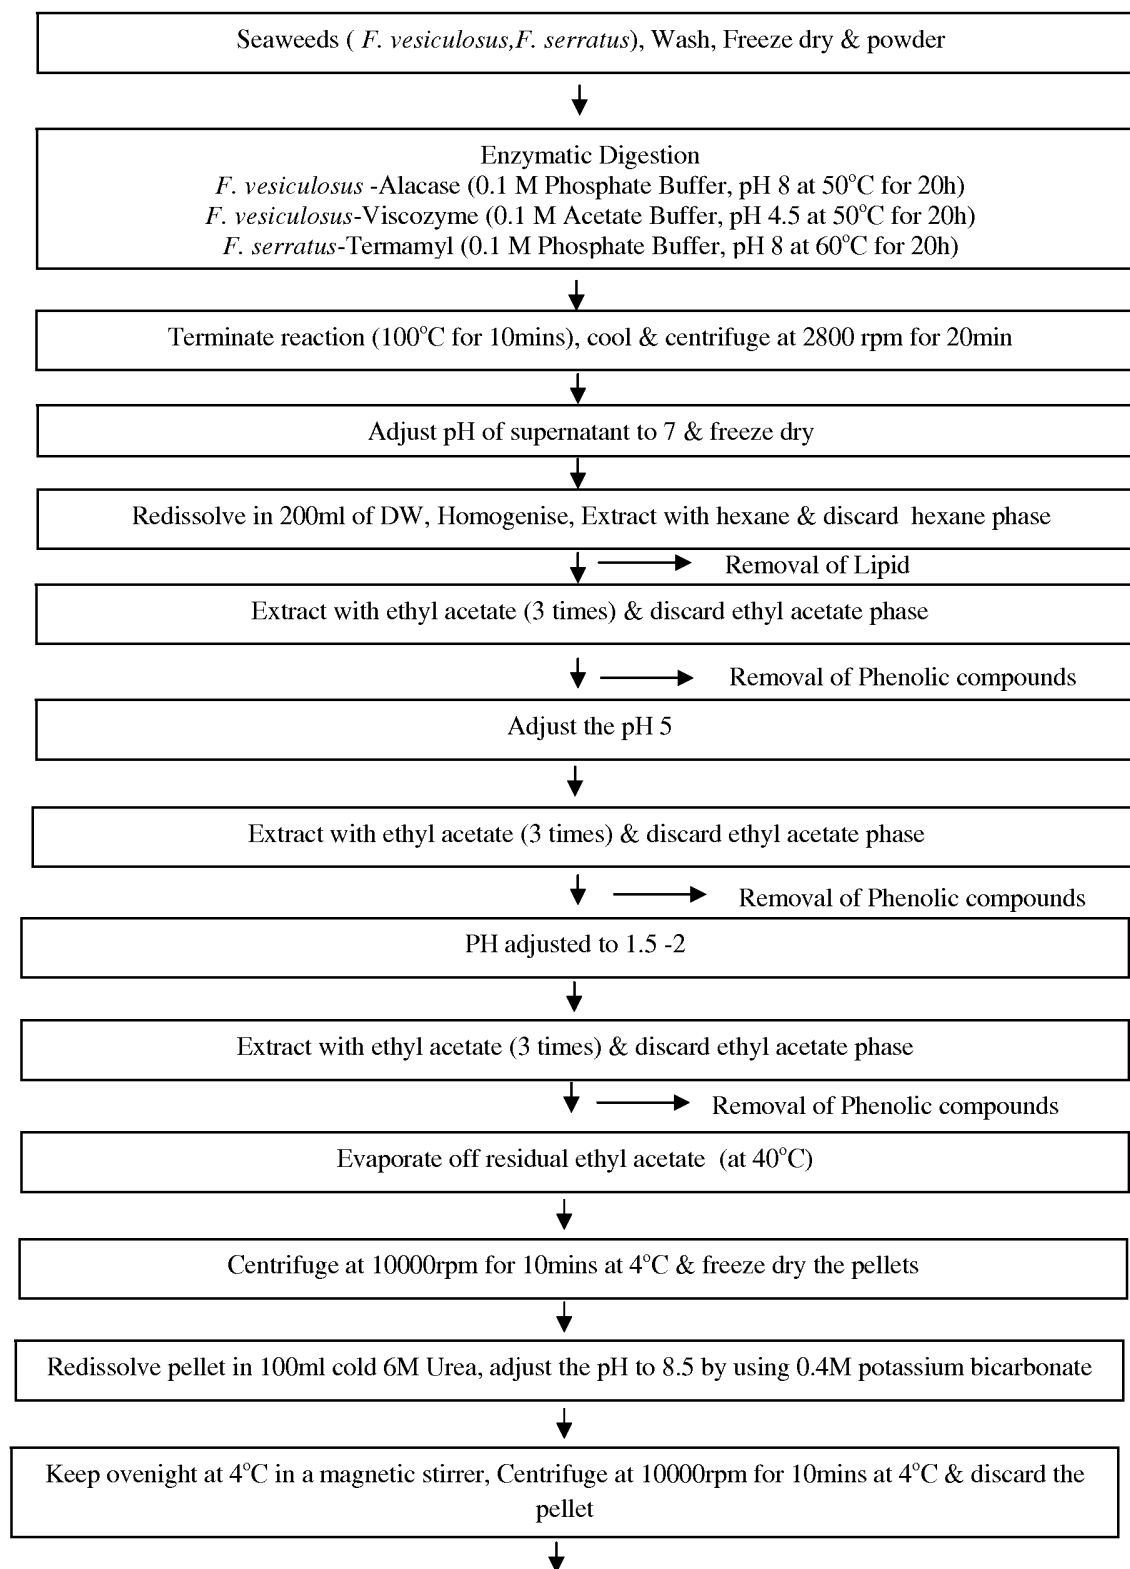 Seaweeds ( F. vesiculosus,F. serratus), Wash, Freeze dry & powder
Enzymatic Digestion
F. vesiculosus -Alacase (0.1 M Phosphate Buffer, pH 8 at 50°C for 20h)
F. vesiculosus-Viscozyme (0.1 M Acetate Buffer, pH 4.5 at 50°C for 20h)
F. serratus-Termamyl (0.1 M Phosphate Buffer, pH 8 at 60°C for 20h)
Terminate reaction (100°C for 10mins), cool & centrifuge at 2800 rpm for 20min
Adjust pH of supernatant to 7 & freeze dry
Redissolve in 200ml of DW, Homogenise, Extract with hexane & discard hexane phase
Removal of Lipid
Extract with ethyl acetate (3 times) & discard ethyl acetate phase
Removal of Phenolic compounds
Adjust the pH 5
Extract with ethyl acetate (3 times) & discard ethyl acetate phase
Removal of Phenolic compounds
PH adjusted to 1.5 -2
Extract with ethyl acetate (3 times) & discard ethyl acetate phase
Removal of Phenolic compounds
Evaporate off residual ethyl acetate (at 40°C)
Centrifuge at 10000rpm for 10mins at 4°C & freeze dry the pellets
Redissolve pellet in 100ml cold 6M Urea, adjust the pH to 8.5 by using 0.4M potassium bicarbonate
Keep ovenight at 4°C in a magnetic stirrer, Centrifuge at 10000rpm for 10mins at 4°C & discard the
pellet